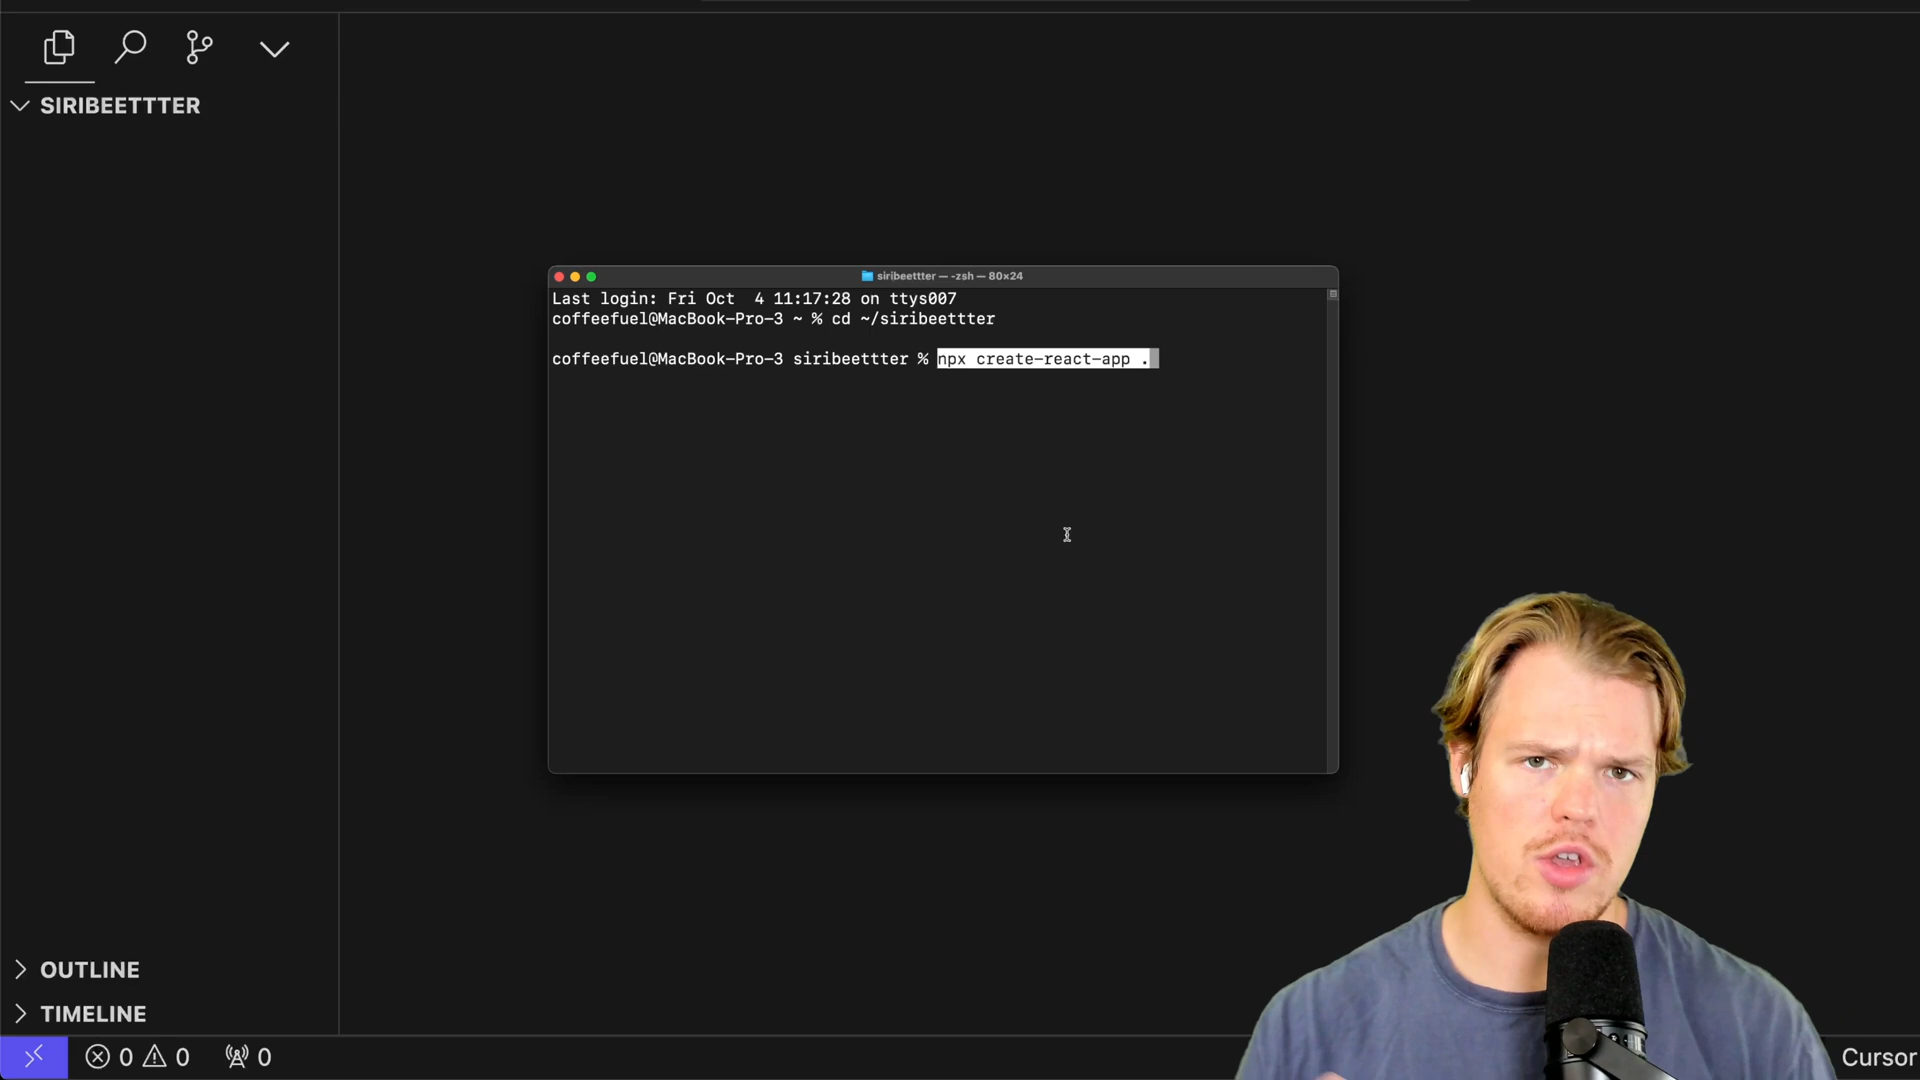 SIRIBEETTTER
siribeettter — -zsh — 80×24
Last login: Fri Oct  4 11:17:28 on ttys007
coffeefuel@MacBook-Pro-3 ~ % cd ~/siribeettter
coffeefuel@MacBook-Pro-3 siribeettter % npx create-react-app .
OUTLINE
TIMELINE
0 0 0
Cursor